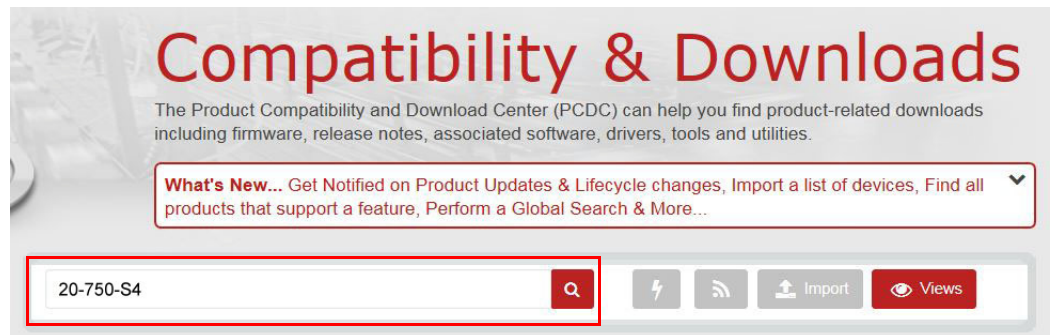 Compatibility & Downloads
The Product Compatibility and Download Center (PCDC) can help you find product-related downloads
including firmware, release notes, associated software, drivers, tools and utilities.
What's New... Get Notified on Product Updates & Lifecycle changes, Import a list of devices, Find all
products that support a feature, Perform a Global Search & More...
20-750-S4 Import Views